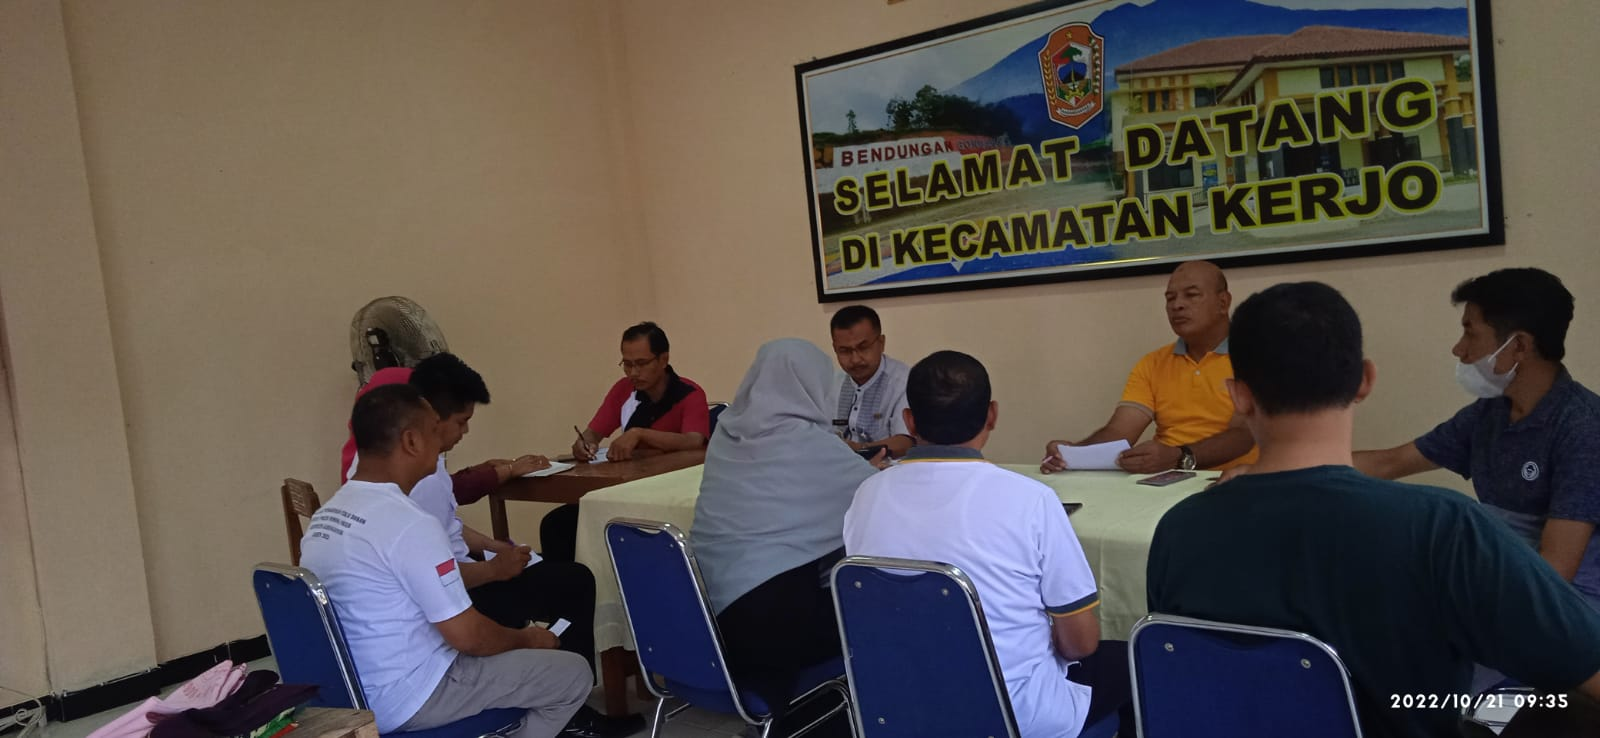 BENDUNGAN
SELAMAT DATANG
DI KECAMATAN KERJO
2022/10/21 09:35